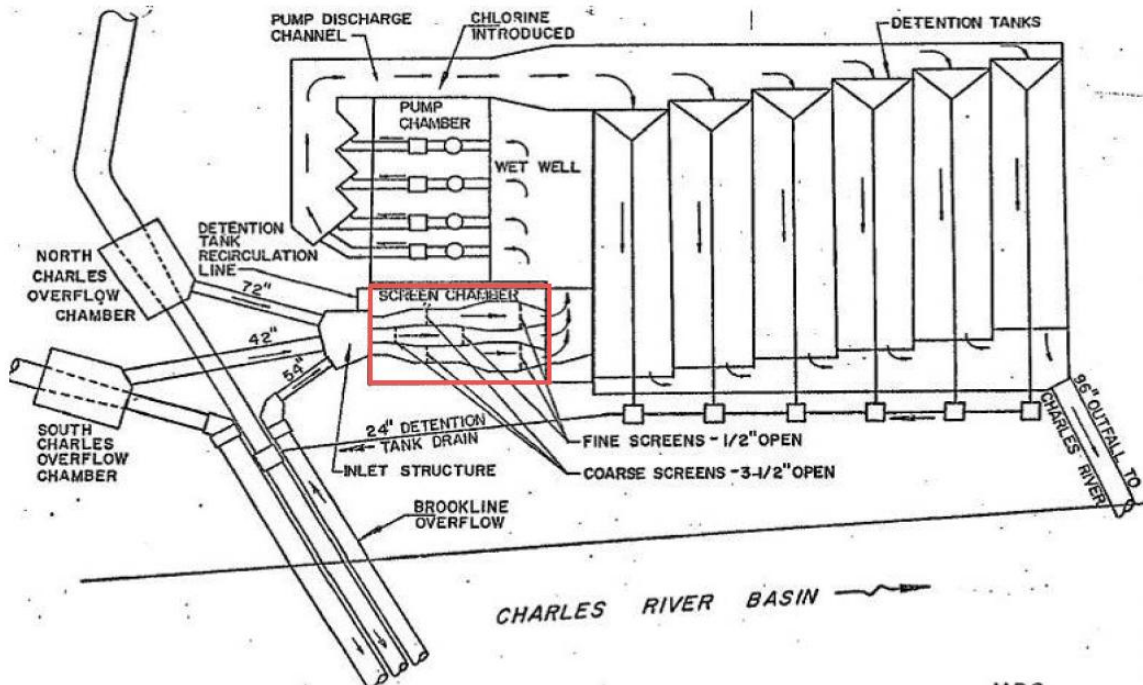 PUMP DISCHARGE
CHANNEL
CHLORINE
INTRODUCED
DETENTION TANKS
PUMP
CHAMBER
WET WELL
DETENTION
TANK
RECIRCULATION
LINE
NORTH
CHARLES
OVERFLOW
CHAMBER
72"
SCREEN CHAMBER
42"
54"
SOUTH
CHARLES
OVERFLOW
CHAMBER
24" DETENTION
TANK DRAIN
INLET STRUCTURE
FINE SCREENS - 1/2" OPEN
COARSE SCREENS - 3-1/2" OPEN
96" OUTFALL TO
CHARLES RIVER
BROOKLINE
OVERFLOW
CHARLES RIVER BASIN